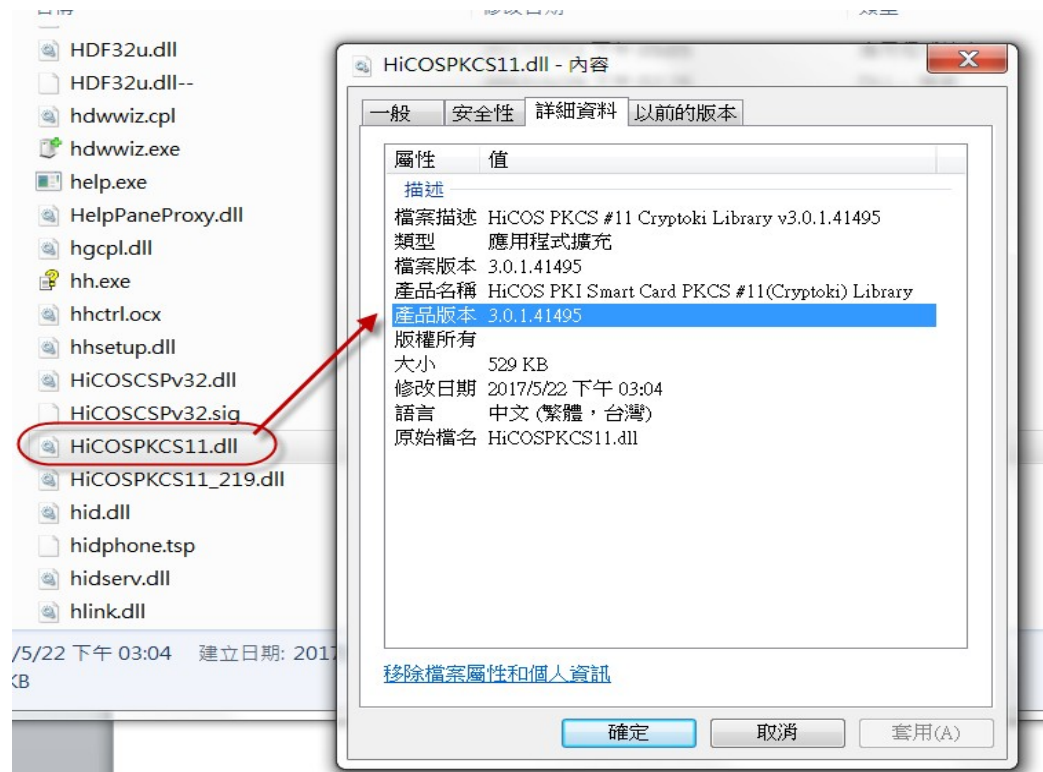 HDF32u.dll
HDF32u.dll--
hdwwiz.cpl
hdwwiz.exe
help.exe
HelpPaneProxy.dll
hgcpl.dll
hh.exe
hhctrl.ocx
hhsetup.dll
HiCOSCSPv32.dll
HiCOSCSPv32.sig
HiCOSPKCS11.dll
HiCOSPKCS11_219.dll
hid.dll
hidphone.tsp
hidserv.dll
hlink.dll
/5/22 下午 03:04 建立日期: 201
KB
HiCOSPKCS11.dll - 內容
一般 安全性 詳細資料 以前的版本
屬性 值
描述
檔案描述 HiCOS PKCS #11 Cryptoki Library v3.0.1.41495
類型 應用程式擴充
檔案版本 3.0.1.41495
產品名稱 HiCOS PKI Smart Card PKCS #11(Cryptoki) Library
產品版本 3.0.1.41495
版權所有
大小 529 KB
修改日期 2017/5/22 下午 03:04
語言 中文 (繁體，台灣)
原始檔名 HiCOSPKCS11.dll
移除檔案屬性和個人資訊
確定 取消 套用(A)